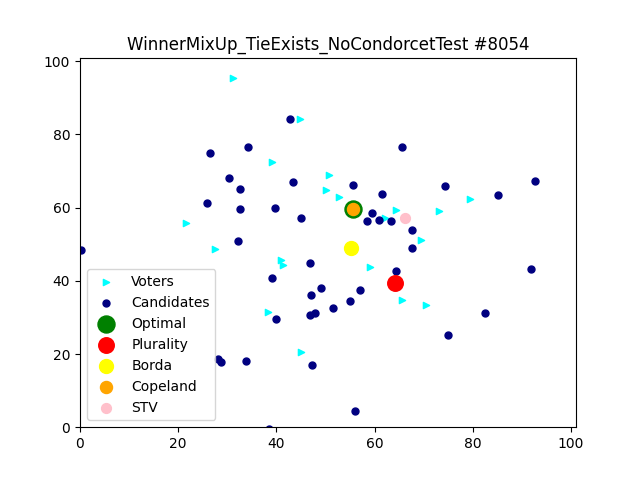 WinnerMixUp_TieExists_NoCondorcetTest #8054
100
80
60
40
20
0
Voters
Candidates
Optimal
Plurality
Borda
Copeland
STV
0 20 40 60 80 100